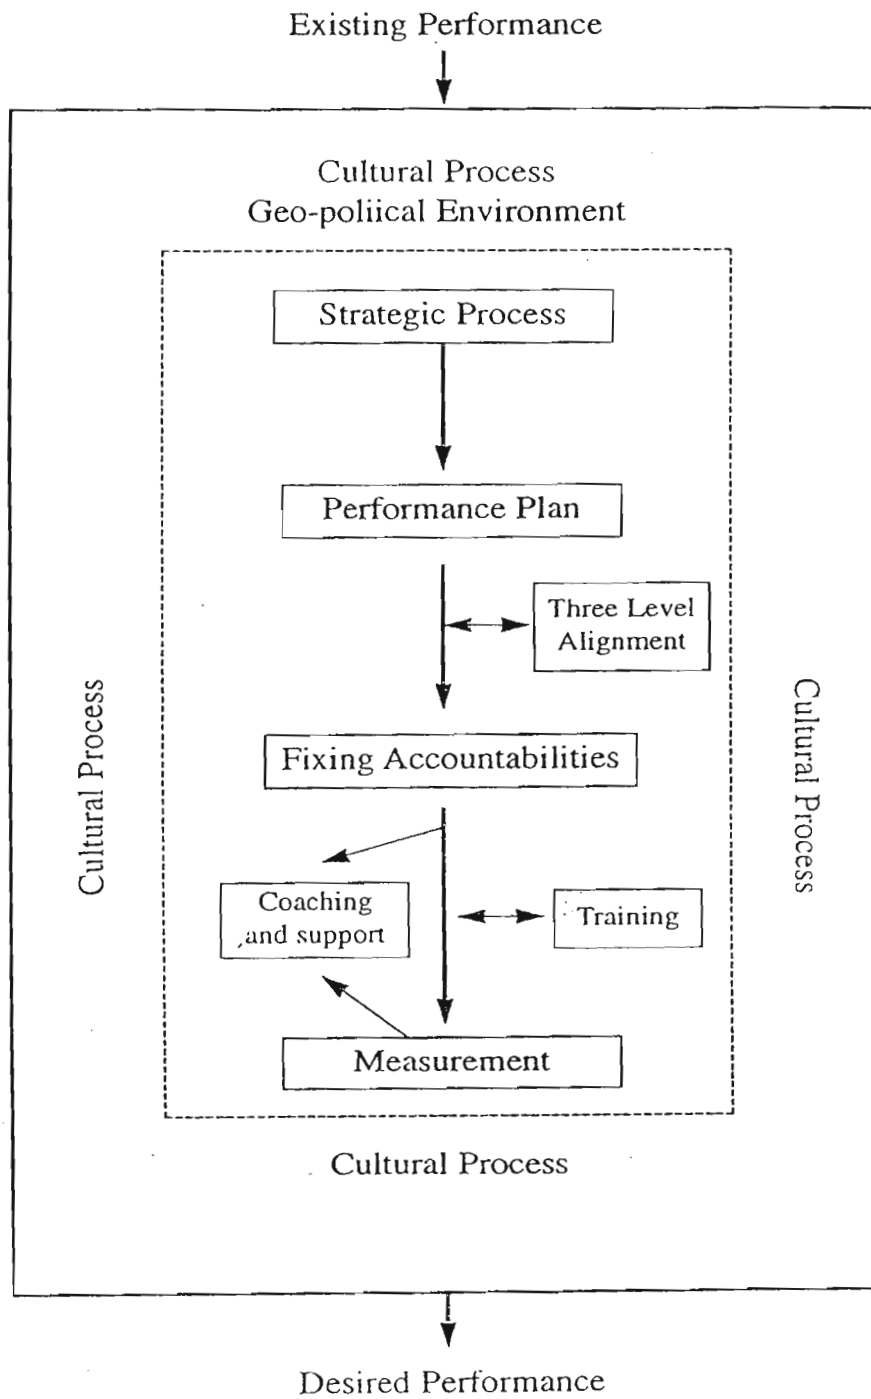 Existing Performance
Cultural Process
Geo-poliical Environment
Strategic Process
Performance Plan
Three Level
Alignment
Fixing Accountabilities
Cultural Process
Cultural Process
Coaching
and support
Training
Measurement
Cultural Process
Desired Performance